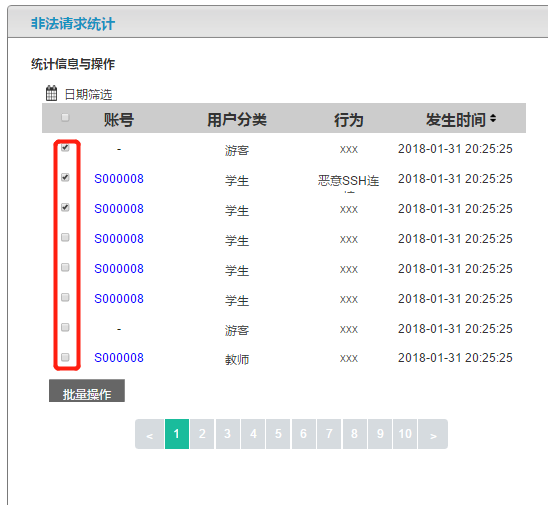 非法请求统计
统计信息与操作
日期筛选
账号 用户分类 行为 发生时间
- 游客 xxx 2018-01-31 20:25:25
S000008 学生 恶意SSH连 2018-01-31 20:25:25
S000008 学生 xxx 2018-01-31 20:25:25
S000008 学生 xxx 2018-01-31 20:25:25
S000008 学生 xxx 2018-01-31 20:25:25
S000008 学生 xxx 2018-01-31 20:25:25
- 游客 xxx 2018-01-31 20:25:25
S000008 教师 xxx 2018-01-31 20:25:25
批量操作
< 1 2 3 4 5 6 7 8 9 10 >